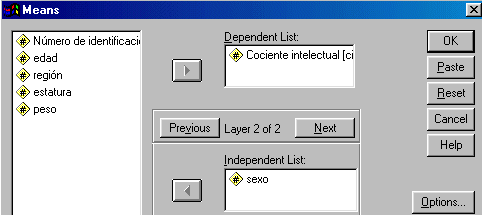 Means
Número de identificaci
edad
región
estatura
peso
Dependent List:
Cociente intelectual [ci
Previous
Layer 2 of 2
Next
Independent List:
sexo
OK
Paste
Reset
Cancel
Help
Options...